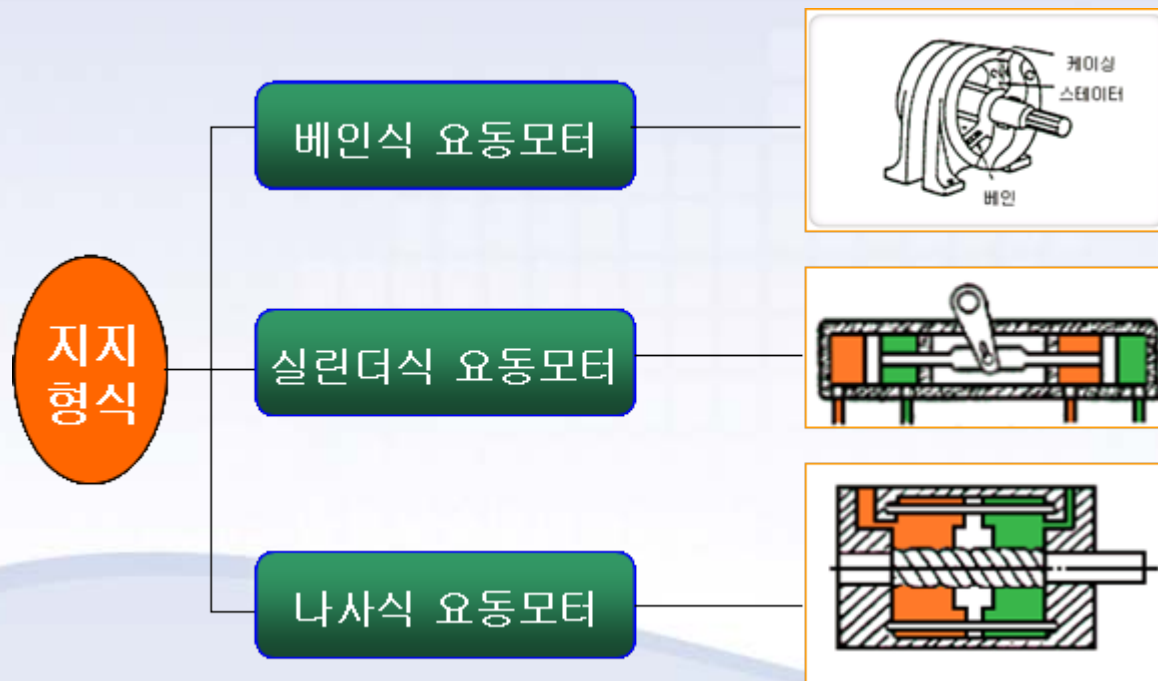 지지
형식
베인식 요동모터
케이싱
스테이터
베인
실린더식 요동모터
나사식 요동모터